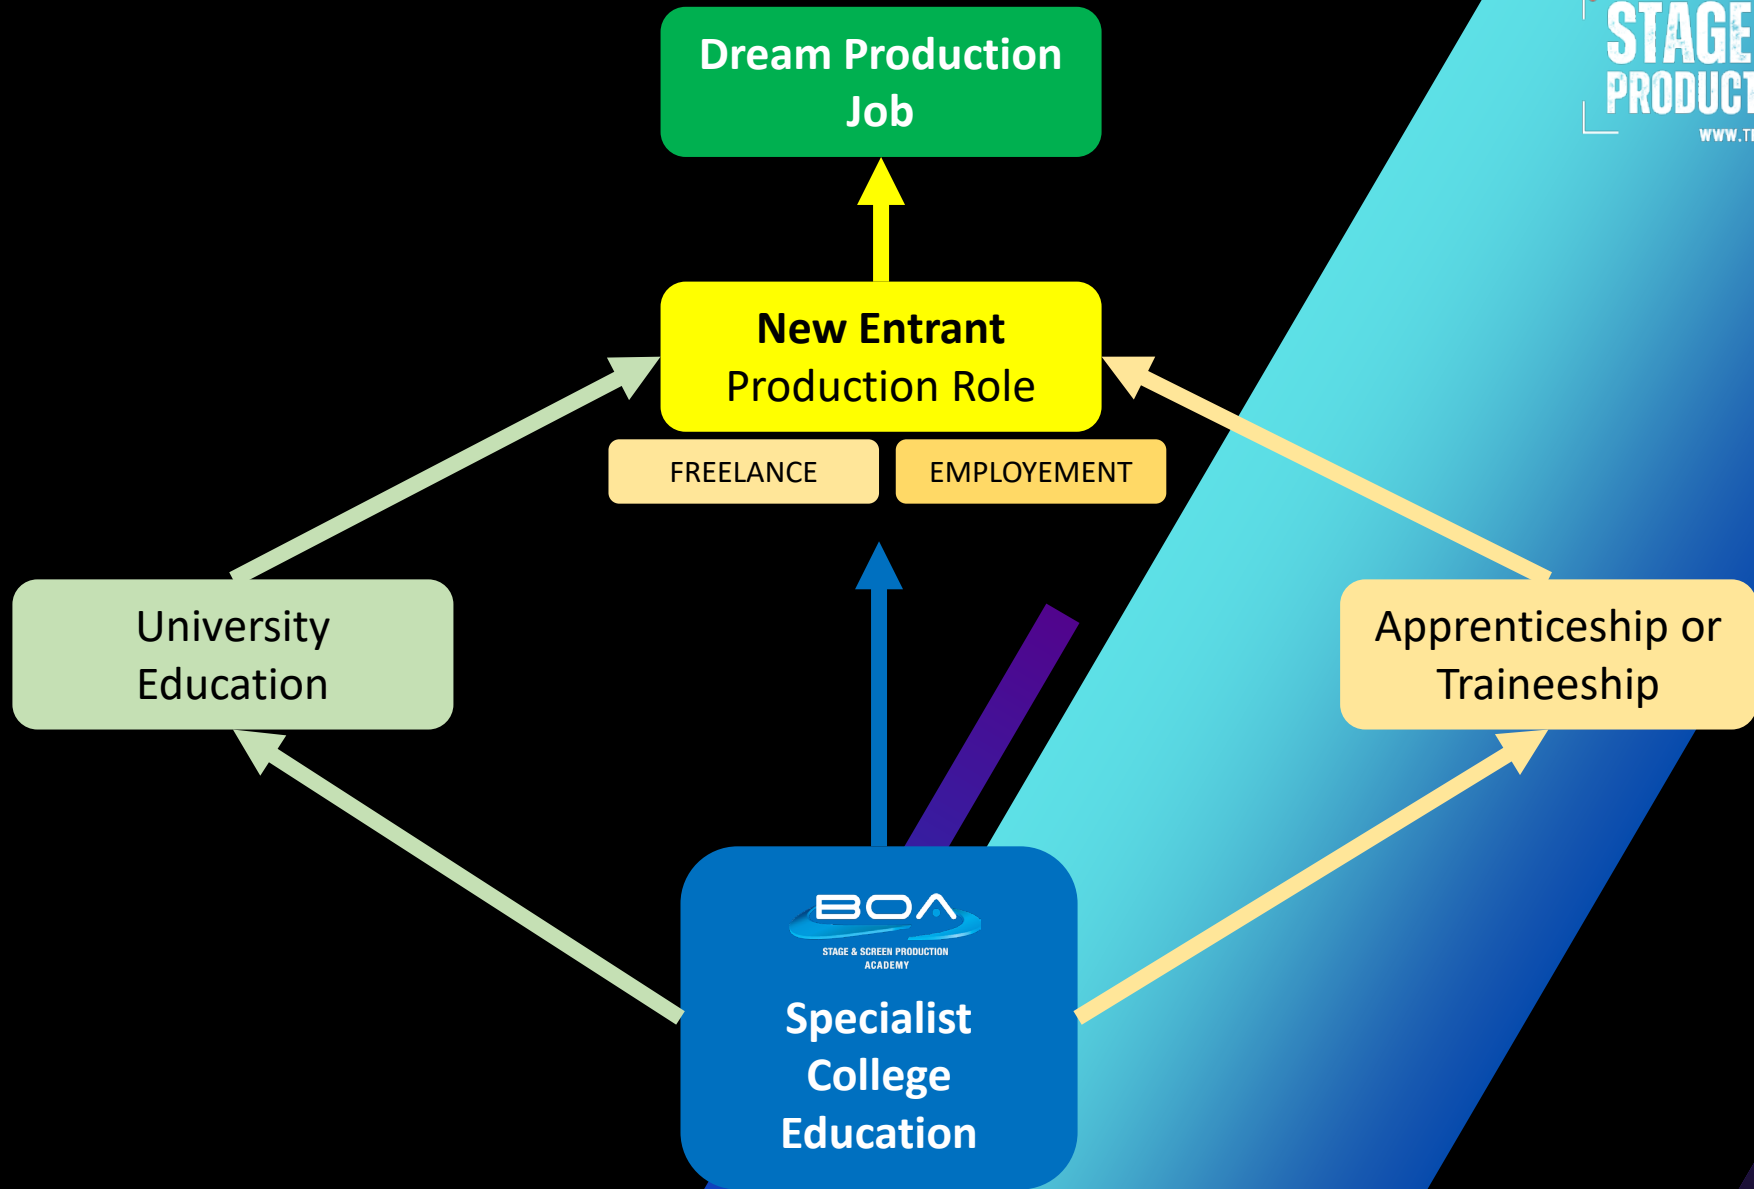 STAGE
Dream Production
Job
New Entrant
Production Role
FREELANCE
EMPLOYEMENT
University
Education
Apprenticeship or
Traineeship
BOA
STAGE & SCREEN PRODUCTION
ACADEMY
Specialist
College
Education